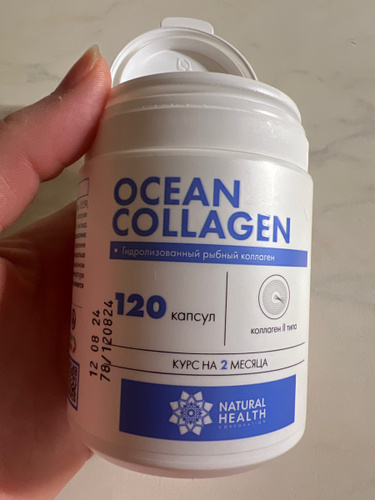 OCEAN
COLLAGEN
• Гидролизованный рыбный коллаген
120 капсул
коллаген II типа
КУРС НА 2 МЕСЯЦА
NATURAL
HEALTH
CORPORATION
12 08 24
78/120824